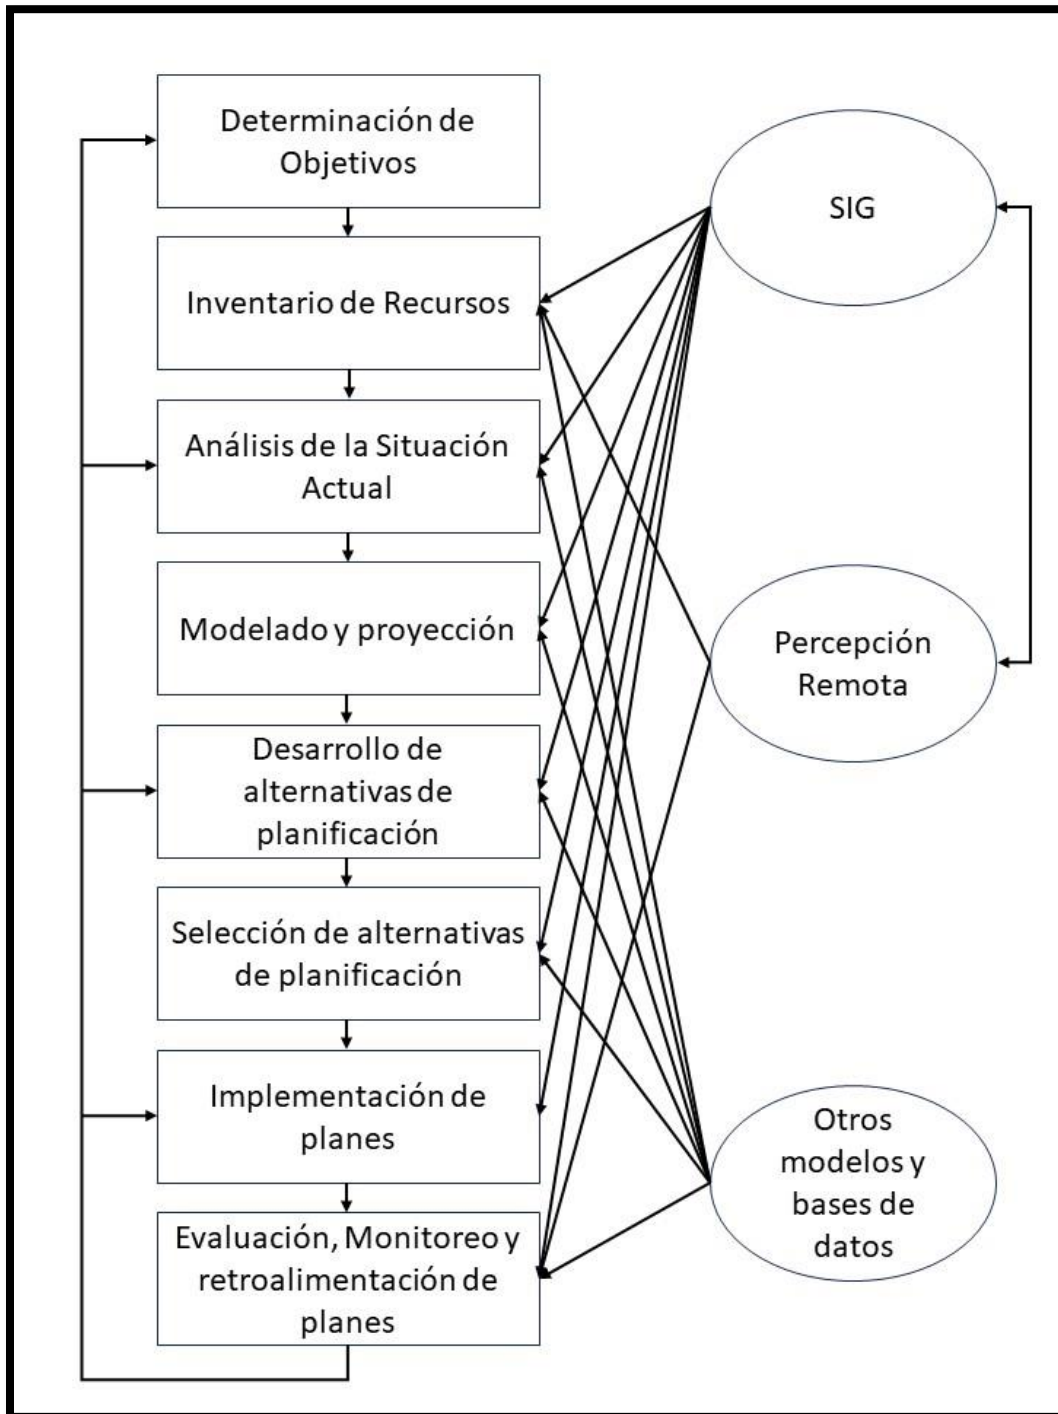 Determinación de
Objetivos
Inventario de Recursos
Análisis de la Situación
Actual
Modelado y proyección
Desarrollo de
alternativas de
planificación
Selección de alternativas
de planificación
Implementación de
planes
Evaluación, Monitoreo y
retroalimentación de
planes
SIG
Percepción
Remota
Otros
modelos y
bases de
datos